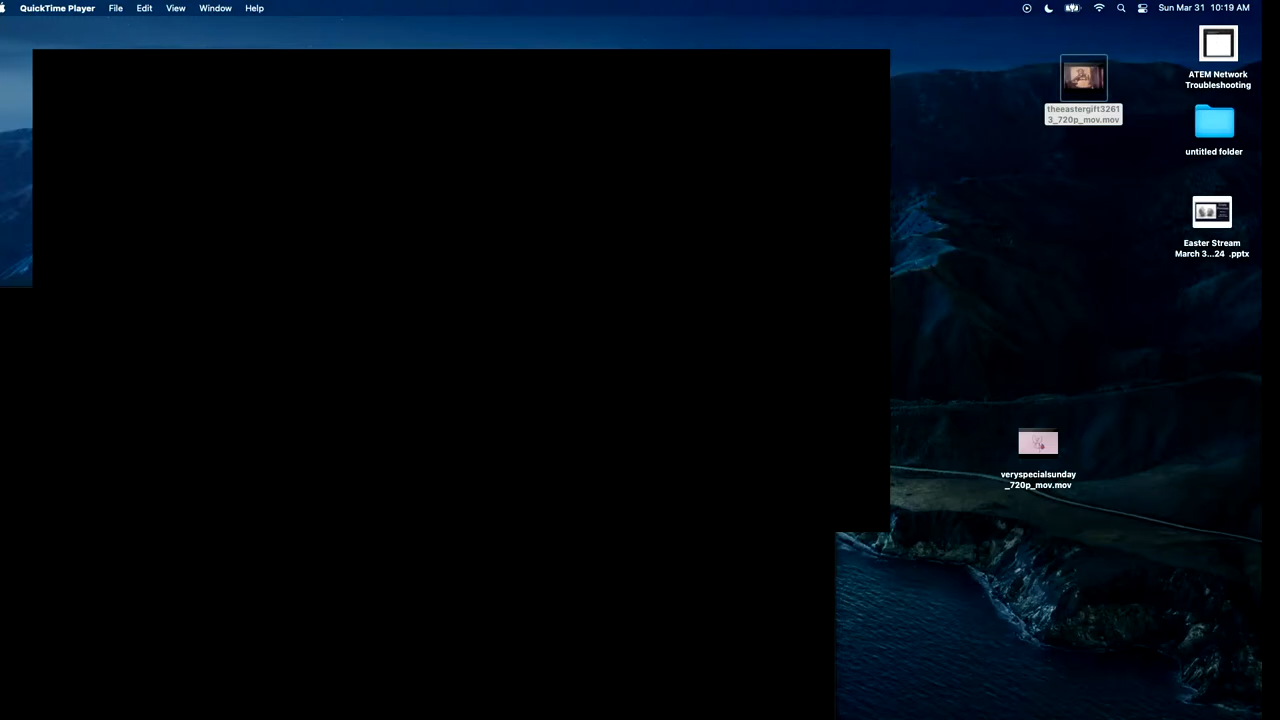 QuickTime Player File Edit View Window Help Sun Mar 31 10:19 AM
ATEM Network
Troubleshooting
theeastergift3261
3_720p_mov.mov
untitled folder
Easter Stream
March 3...24 .pptx
veryspecialsunday
_720p_mov.mov